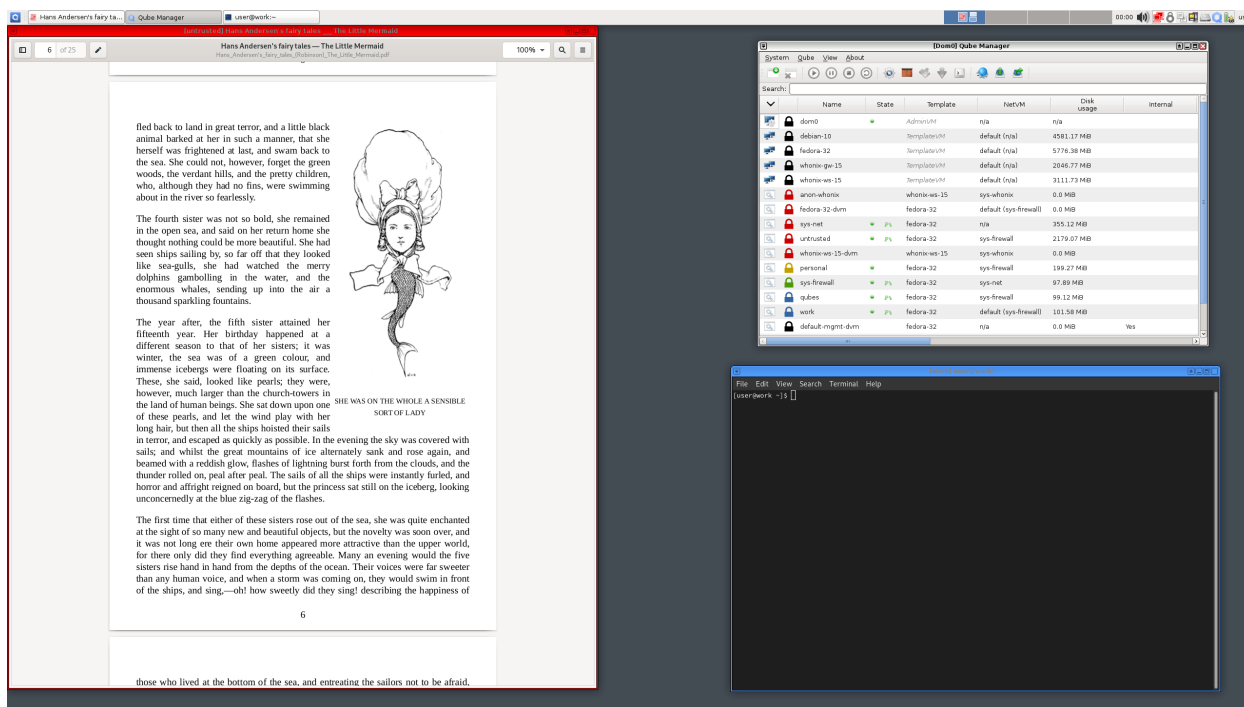 Hans Andersen's fairy ta...
Qube Manager
user@work:~
00:00
[untrusted] Hans Andersen's fairy tales — The Little Mermaid
6 of 25
Hans Andersen's fairy tales — The Little Mermaid
Hans_Andersen's_fairy_tales_(Robinson)_The_Little_Mermaid.pdf
100%
fled back to land in great terror, and a little black
animal barked at her in such a manner, that she
herself was frightened at last, and swam back to
the sea. She could not, however, forget the green
woods, the verdant hills, and the pretty children,
who, although they had no fins, were swimming
about in the river so fearlessly.
The fourth sister was not so bold, she remained
in the open sea, and said on her return home she
thought nothing could be more beautiful. She had
seen ships sailing by, so far off that they looked
like sea-gulls, she had watched the merry
dolphins gambolling in the water, and the
enormous whales, sending up into the air a
thousand sparkling fountains.
The year after, the fifth sister attained her
fifteenth year. Her birthday happened at a
different season to that of her sisters; it was
winter, the sea was of a green colour, and
immense icebergs were floating on its surface.
These, she said, looked like pearls; they were,
however, much larger than the church-towers in
the land of human beings. She sat down upon one
of these pearls, and let the wind play with her
long hair, but then all the ships hoisted their sails
in terror, and escaped as quickly as possible. In the evening the sky was covered with
sails; and whilst the great mountains of ice alternately sank and rose again, and
beamed with a reddish glow, flashes of lightning burst forth from the clouds, and the
thunder rolled on, peal after peal. The sails of all the ships were instantly furled, and
horror and affright reigned on board, but the princess sat still on the iceberg, looking
unconcernedly at the blue zig-zag of the flashes.
SHE WAS ON THE WHOLE A SENSIBLE
SORT OF LADY
The first time that either of these sisters rose out of the sea, she was quite enchanted
at the sight of so many new and beautiful objects, but the novelty was soon over, and
it was not long ere their own home appeared more attractive than the upper world,
for there only did they find everything agreeable. Many an evening would the five
sisters rise hand in hand from the depths of the ocean. Their voices were far sweeter
than any human voice, and when a storm was coming on, they would swim in front
of the ships, and sing,—oh! how sweetly did they sing! describing the happiness of
6
those who lived at the bottom of the sea, and entreating the sailors not to be afraid,
[Dom0] Qube Manager
System Qube View About
Search:
Name State Template NetVM Disk usage Internal
dom0 AdminVM n/a n/a
debian-10 TemplateVM default (n/a) 4581.17 MiB
fedora-32 TemplateVM default (n/a) 5776.38 MiB
whonix-gw-15 TemplateVM default (n/a) 2046.77 MiB
whonix-ws-15 TemplateVM default (n/a) 3111.73 MiB
anon-whonix whonix-ws-15 sys-whonix 0.0 MiB
fedora-32-dvm fedora-32 default (sys-firewall) 0.0 MiB
sys-net fedora-32 n/a 355.12 MiB
untrusted fedora-32 sys-firewall 2179.07 MiB
whonix-ws-15-dvm whonix-ws-15 sys-whonix 0.0 MiB
personal fedora-32 sys-firewall 199.27 MiB
sys-firewall fedora-32 sys-net 97.89 MiB
qubes fedora-32 sys-firewall 99.12 MiB
work fedora-32 default (sys-firewall) 101.58 MiB
default-mgmt-dvm fedora-32 n/a 0.0 MiB Yes
File Edit View Search Terminal Help
[user@work ~]$